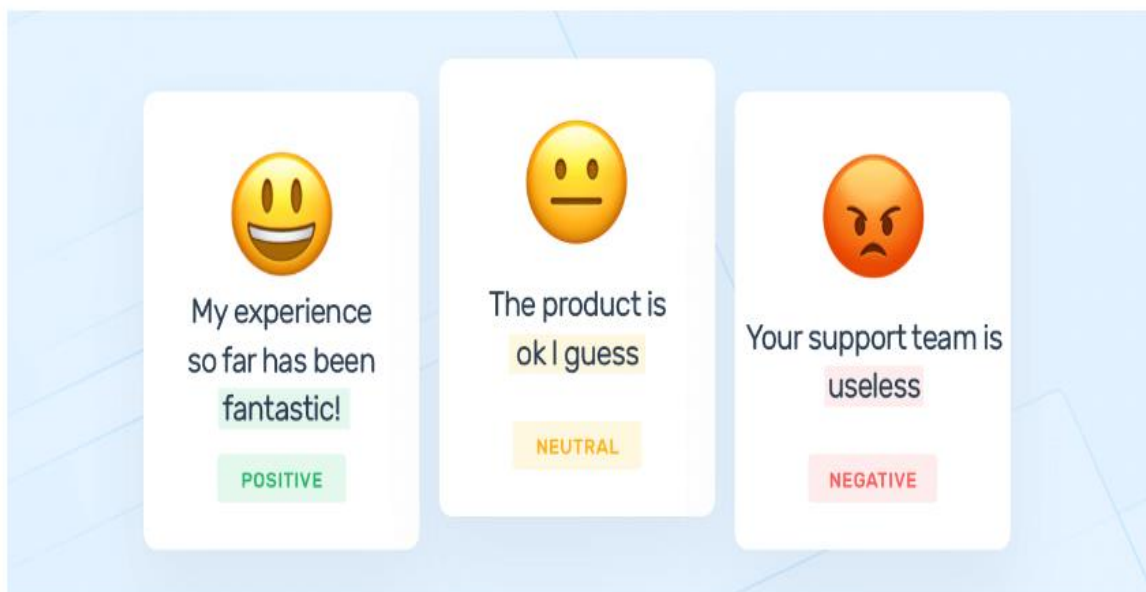 My experience
so far has been
fantastic!
POSITIVE
The product is
ok I guess
NEUTRAL
Your support team is
useless
NEGATIVE